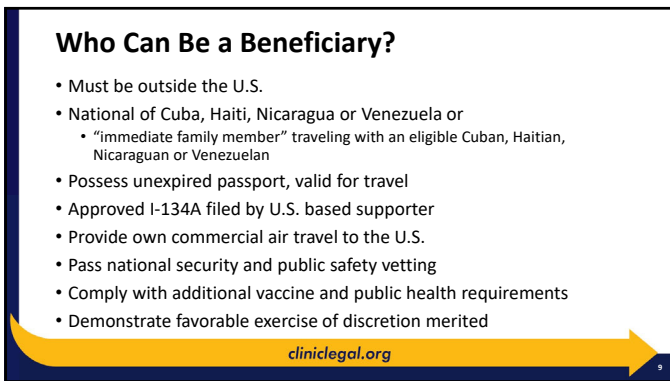 Who Can Be a Beneficiary?
• Must be outside the U.S.
• National of Cuba, Haiti, Nicaragua or Venezuela or
• “immediate family member” traveling with an eligible Cuban, Haitian,
Nicaraguan or Venezuelan
• Possess unexpired passport, valid for travel
• Approved I-134A filed by U.S. based supporter
• Provide own commercial air travel to the U.S.
• Pass national security and public safety vetting
• Comply with additional vaccine and public health requirements
• Demonstrate favorable exercise of discretion merited
cliniclegal.org
9